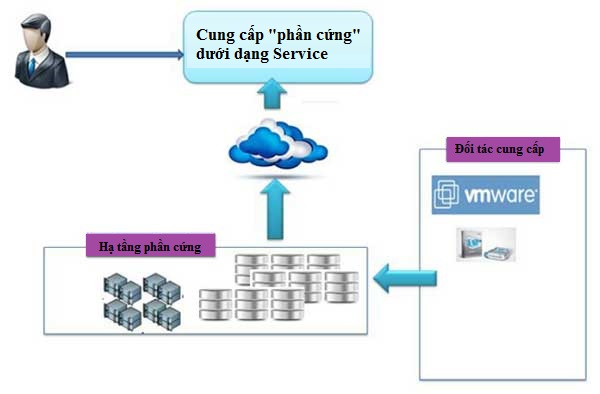 Cung cấp "phần cứng"
dưới dạng Service
Đối tác cung cấp
vmware®
Hạ tầng phần cứng